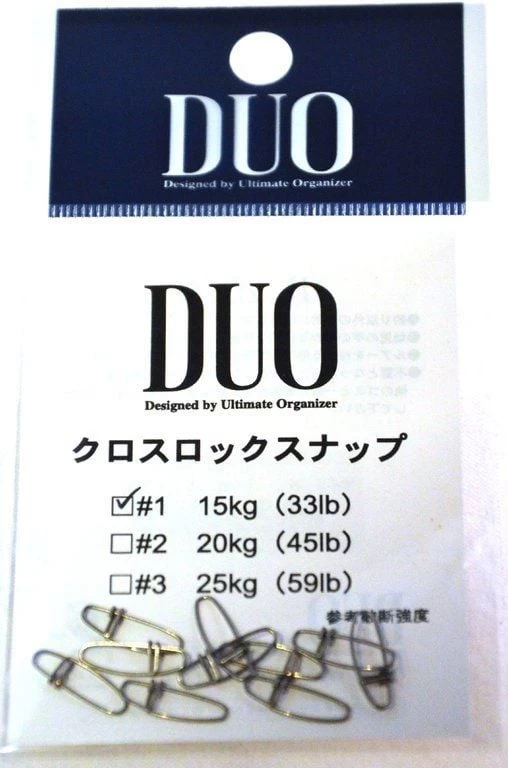 DUO
Designed by Ultimate Organizer
DUO
Designed by Ultimate Organizer
クロスロックスナップ
☑#1 15kg（33lb）
☐#2 20kg（45lb）
☐#3 25kg（59lb）
参考耐断強度